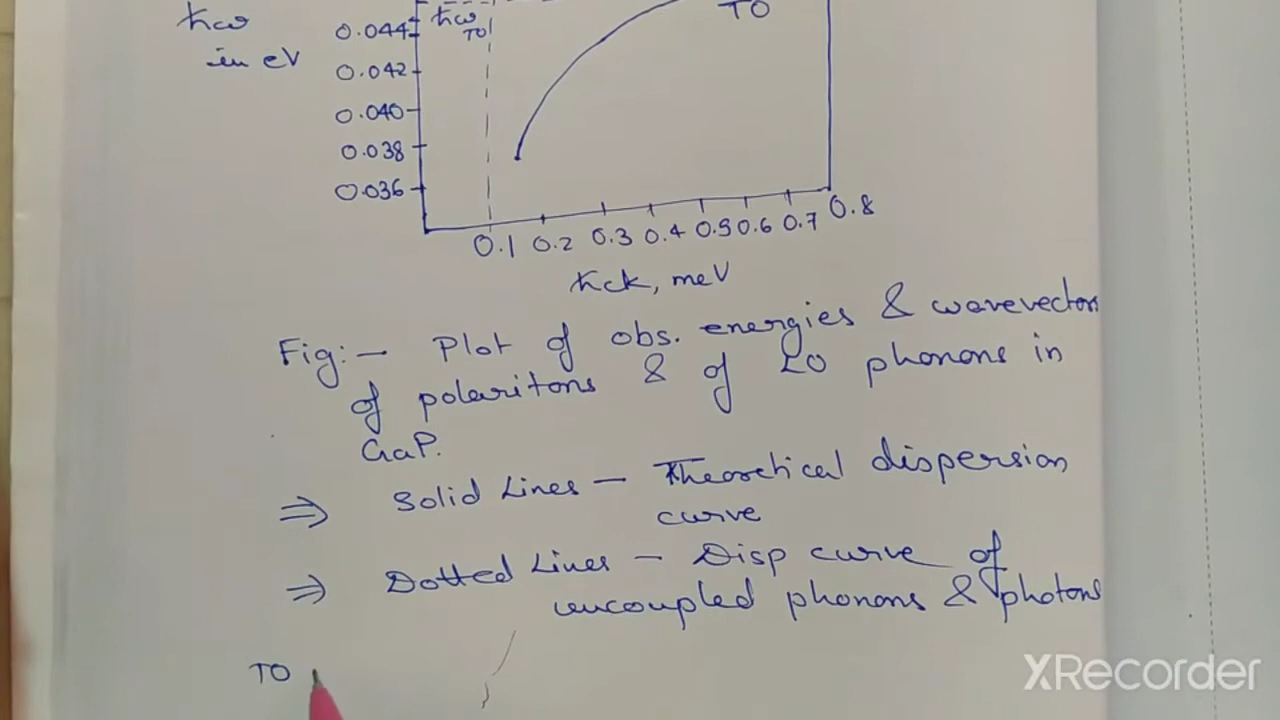 ħω
in eV
0.044
ħω TO
TO
0.042
0.040
0.038
0.036
0.1 0.2 0.3 0.4 0.5 0.6 0.7 0.8
ħck, meV
Fig:- Plot of obs. energies & wavevectors
of polaritons & of LO phonons in
GaP.
⇒ Solid Lines - Theoretical dispersion
curve
⇒ Dotted Lines - Disp curve of
uncoupled phonons & photons
TO
XRecorder